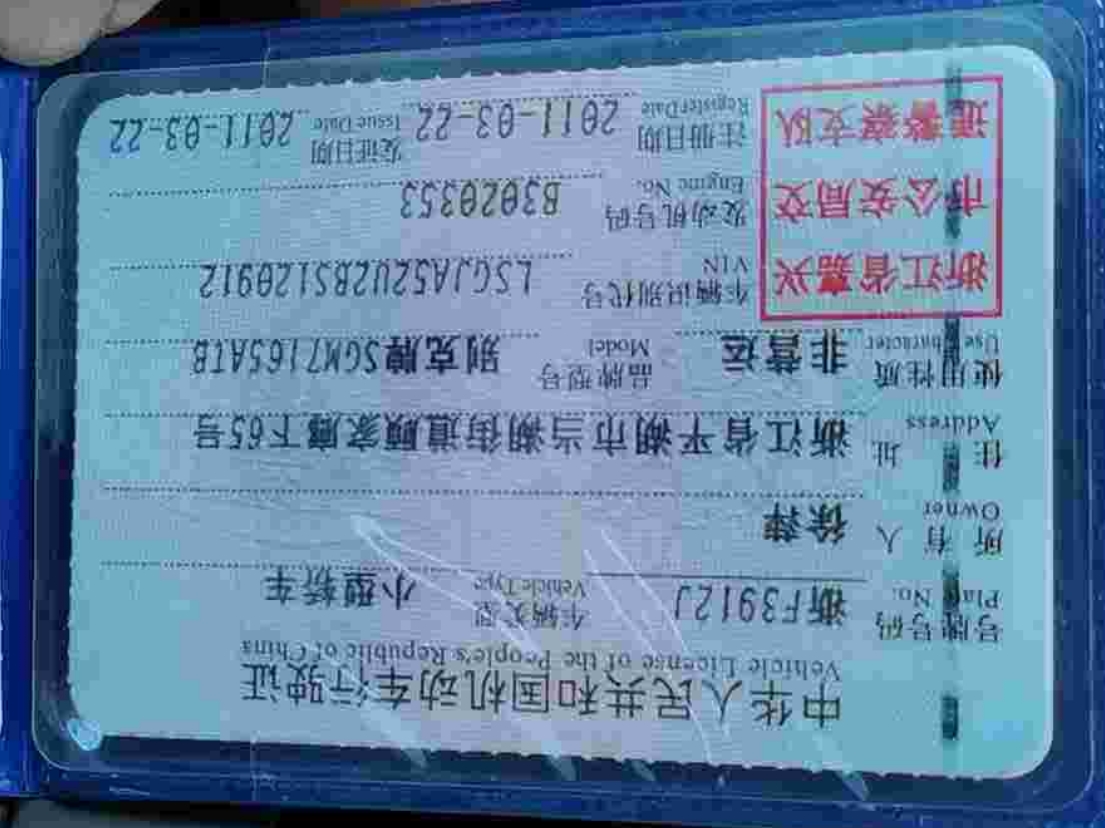 中华人民共和国机动车行驶证
Vehicle License of the People's Republic of China
号牌号码 浙F3912J 车辆类型 小型轿车
Plate No. Vehicle Type
所有人 徐萍
Owner
住址 浙江省平湖市当湖街道顾家廊下65号
Address
使用性质 非营运 品牌型号 别克牌SGM7165ATB
Use Character Model
浙江省嘉兴
市公安局交
通警察支队
车辆识别代号 LSGJA52U2BS120912
VIN
发动机号码 B3020353
Engine No.
注册日期 2011-03-22 发证日期 2011-03-22
Register Date Issue Date